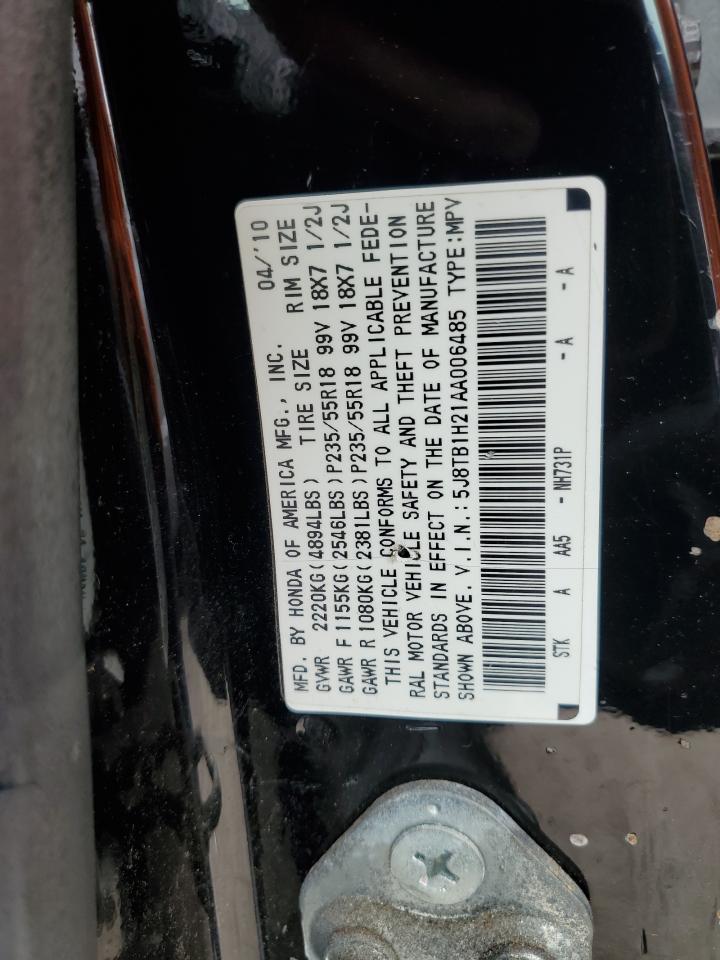 MFD. BY HONDA OF AMERICA MFG., INC. 04/'10
GVWR 2220KG(4894LBS) TIRE SIZE RIM SIZE
GAWR F 1155KG(2546LBS)P235/55R18 99V 18X7 1/2J
GAWR R 1080KG(2381LBS)P235/55R18 99V 18X7 1/2J
THIS VEHICLE CONFORMS TO ALL APPLICABLE FEDE-
RAL MOTOR VEHICLE SAFETY AND THEFT PREVENTION
STANDARDS IN EFFECT ON THE DATE OF MANUFACTURE
SHOWN ABOVE. V.I.N.:5J8TB1H21AA006485 TYPE:MPV
STK A AA5 - NH731P - A - A